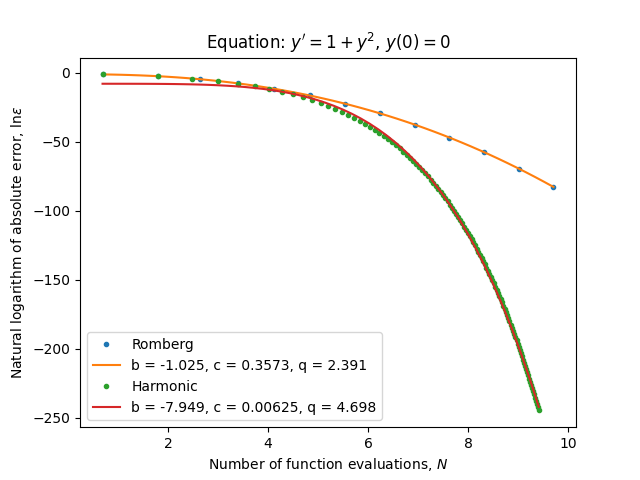 Equation: y′ = 1 + y², y(0) = 0
Natural logarithm of absolute error, lnε
0
−50
−100
−150
−200
−250
Romberg
b = -1.025, c = 0.3573, q = 2.391
Harmonic
b = -7.949, c = 0.00625, q = 4.698
2 4 6 8 10
Number of function evaluations, N